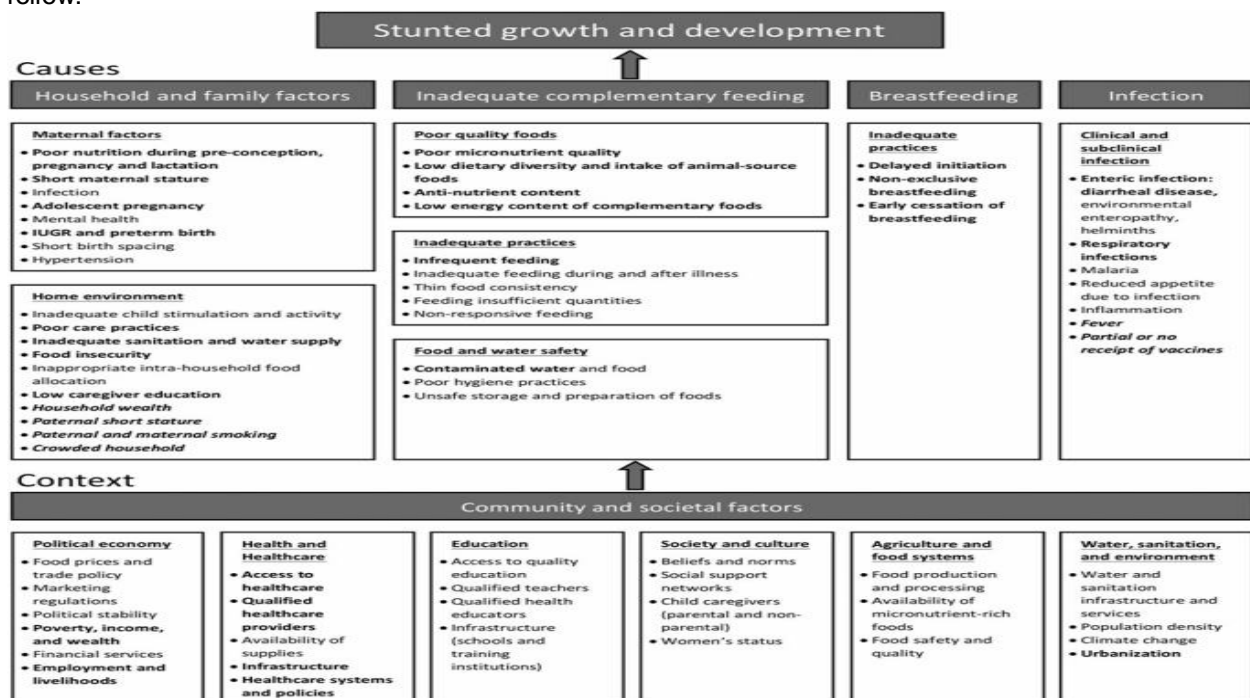 follow.
Stunted growth and development
Causes
Household and family factors
Maternal factors
• Poor nutrition during pre-conception,
pregnancy and lactation
• Short maternal stature
• Infection
• Adolescent pregnancy
• Mental health
• IUGR and preterm birth
• Short birth spacing
• Hypertension
Home environment
• Inadequate child stimulation and activity
• Poor care practices
• Inadequate sanitation and water supply
• Food insecurity
• Inappropriate intra-household food
allocation
• Low caregiver education
• Household wealth
• Paternal short stature
• Paternal and maternal smoking
• Crowded household
Inadequate complementary feeding
Poor quality foods
• Poor micronutrient quality
• Low dietary diversity and intake of animal-source
foods
• Anti-nutrient content
• Low energy content of complementary foods
Inadequate practices
• Infrequent feeding
• Inadequate feeding during and after illness
• Thin food consistency
• Feeding insufficient quantities
• Non-responsive feeding
Food and water safety
• Contaminated water and food
• Poor hygiene practices
• Unsafe storage and preparation of foods
Breastfeeding
Inadequate
practices
• Delayed initiation
• Non-exclusive
breastfeeding
• Early cessation of
breastfeeding
Infection
Clinical and
subclinical
infection
• Enteric infection:
diarrheal disease,
environmental
enteropathy,
helminths
• Respiratory
infections
• Malaria
• Reduced appetite
due to infection
• Inflammation
• Fever
• Partial or no
receipt of vaccines
Context
Community and societal factors
Political economy
• Food prices and
trade policy
• Marketing
regulations
• Political stability
• Poverty, income,
and wealth
• Financial services
• Employment and
livelihoods
Health and
Healthcare
• Access to
healthcare
• Qualified
healthcare
providers
• Availability of
supplies
• Infrastructure
• Healthcare systems
and policies
Education
• Access to quality
education
• Qualified teachers
• Qualified health
educators
• Infrastructure
(schools and
training
institutions)
Society and culture
• Beliefs and norms
• Social support
networks
• Child caregivers
(parental and non-
parental)
• Women's status
Agriculture and
food systems
• Food production
and processing
• Availability of
micronutrient-rich
foods
• Food safety and
quality
Water, sanitation,
and environment
• Water and
sanitation
infrastructure and
services
• Population density
• Climate change
• Urbanization